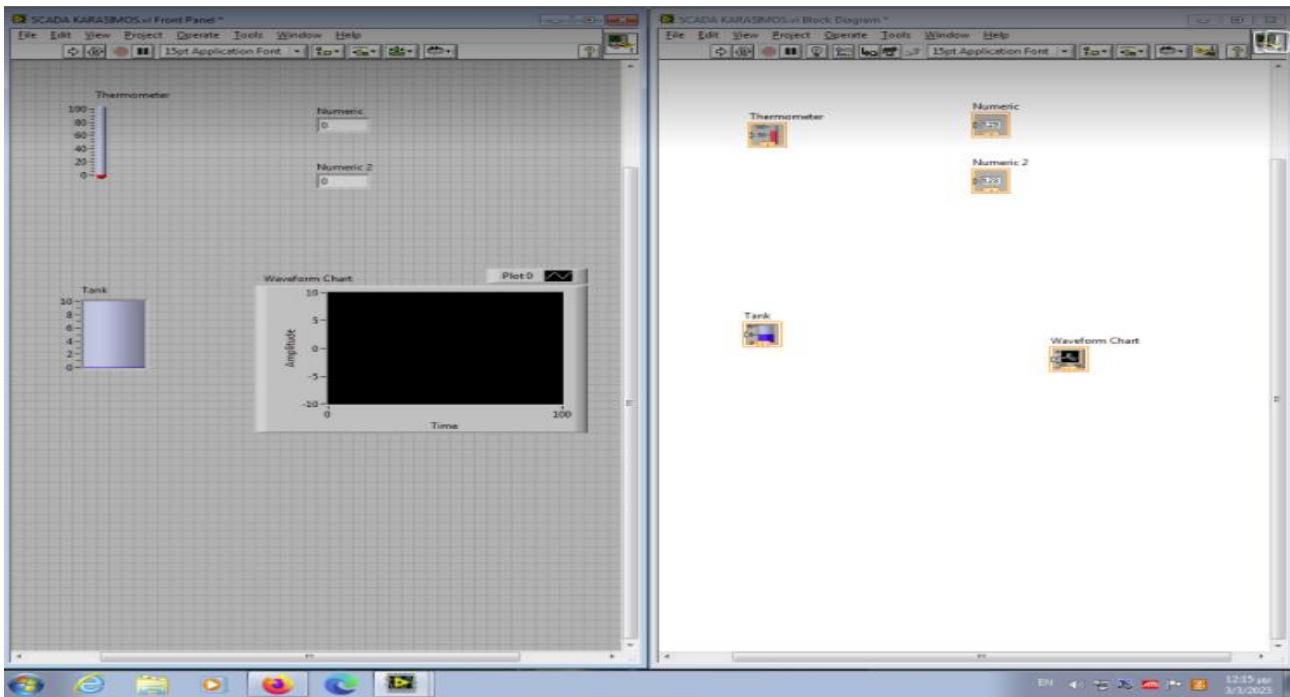 SCADA KARASIMOS.vi Front Panel *
File Edit View Project Operate Tools Window Help
15pt Application Font
Thermometer
100
80
60
40
20
0
Numeric
0
Numeric 2
0
Tank
10
8
6
4
2
0
Waveform Chart
Plot 0
10
5
0
-5
-10
Amplitude
0
100
Time
SCADA KARASIMOS.vi Block Diagram *
File Edit View Project Operate Tools Window Help
15pt Application Font
Thermometer
Numeric
Numeric 2
Tank
Waveform Chart
EN
12:15 μμ
3/3/2023